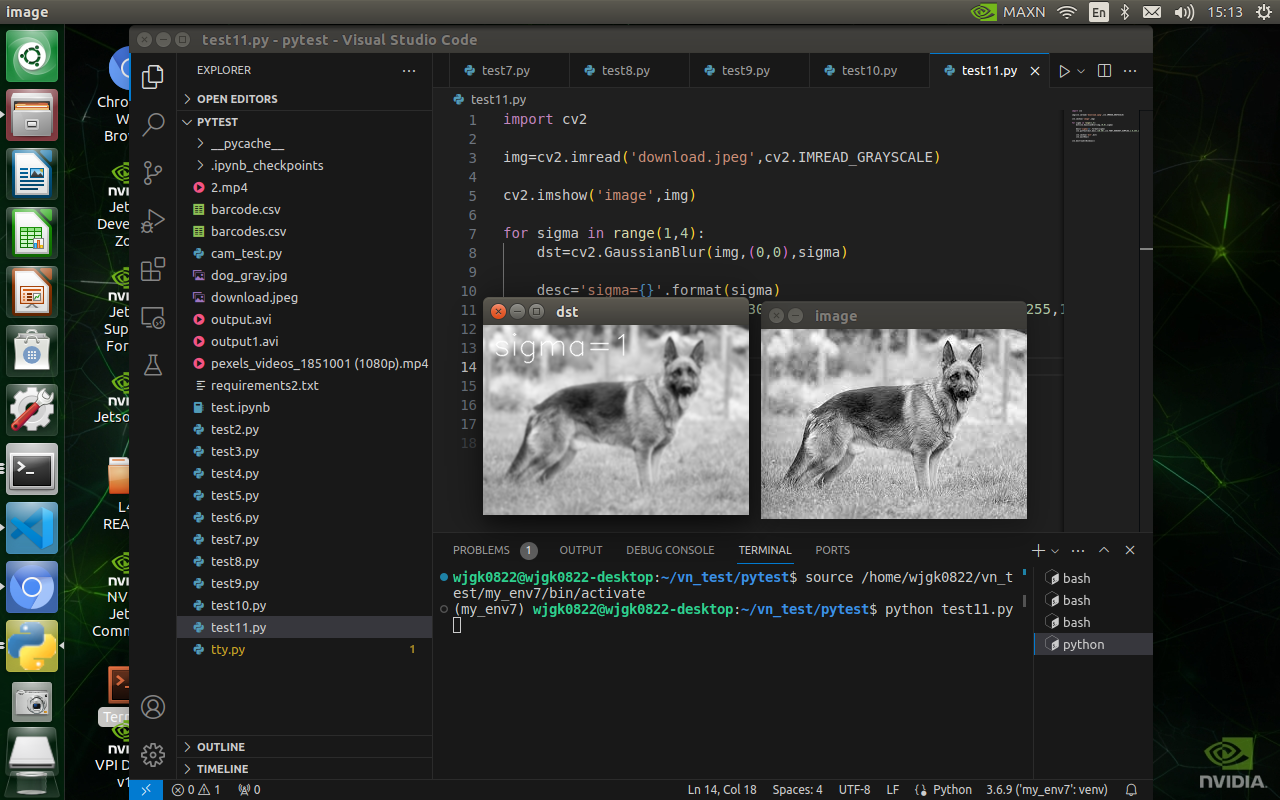 image
MAXN
En
15:13
test11.py - pytest - Visual Studio Code
EXPLORER
OPEN EDITORS
PYTEST
__pycache__
.ipynb_checkpoints
2.mp4
barcode.csv
barcodes.csv
cam_test.py
dog_gray.jpg
download.jpeg
output.avi
output1.avi
pexels_videos_1851001 (1080p).mp4
requirements2.txt
test.ipynb
test2.py
test3.py
test4.py
test5.py
test6.py
test7.py
test8.py
test9.py
test10.py
test11.py
tty.py 1
OUTLINE
TIMELINE
test7.py
test8.py
test9.py
test10.py
test11.py
test11.py
1 import cv2
2
3 img=cv2.imread('download.jpeg',cv2.IMREAD_GRAYSCALE)
4
5 cv2.imshow('image',img)
6
7 for sigma in range(1,4):
8 dst=cv2.GaussianBlur(img,(0,0),sigma)
9
10 desc='sigma={}'.format(sigma)
11 30 255,1
12
13
14
15
16
17
18
dst
sigma=1
image
PROBLEMS 1
OUTPUT
DEBUG CONSOLE
TERMINAL
PORTS
wjgk0822@wjgk0822-desktop:~/vn_test/pytest$ source /home/wjgk0822/vn_t
est/my_env7/bin/activate
(my_env7) wjgk0822@wjgk0822-desktop:~/vn_test/pytest$ python test11.py
bash
bash
bash
python
0 1
0
Ln 14, Col 18
Spaces: 4
UTF-8
LF
Python
3.6.9 ('my_env7': venv)
Chro
W
Brow
Jet
Deve
Zo
Jet
Sup
For
Jetso
L4
REA
NV
Jet
Comm
Ter
VPI D
v1
NVIDIA.